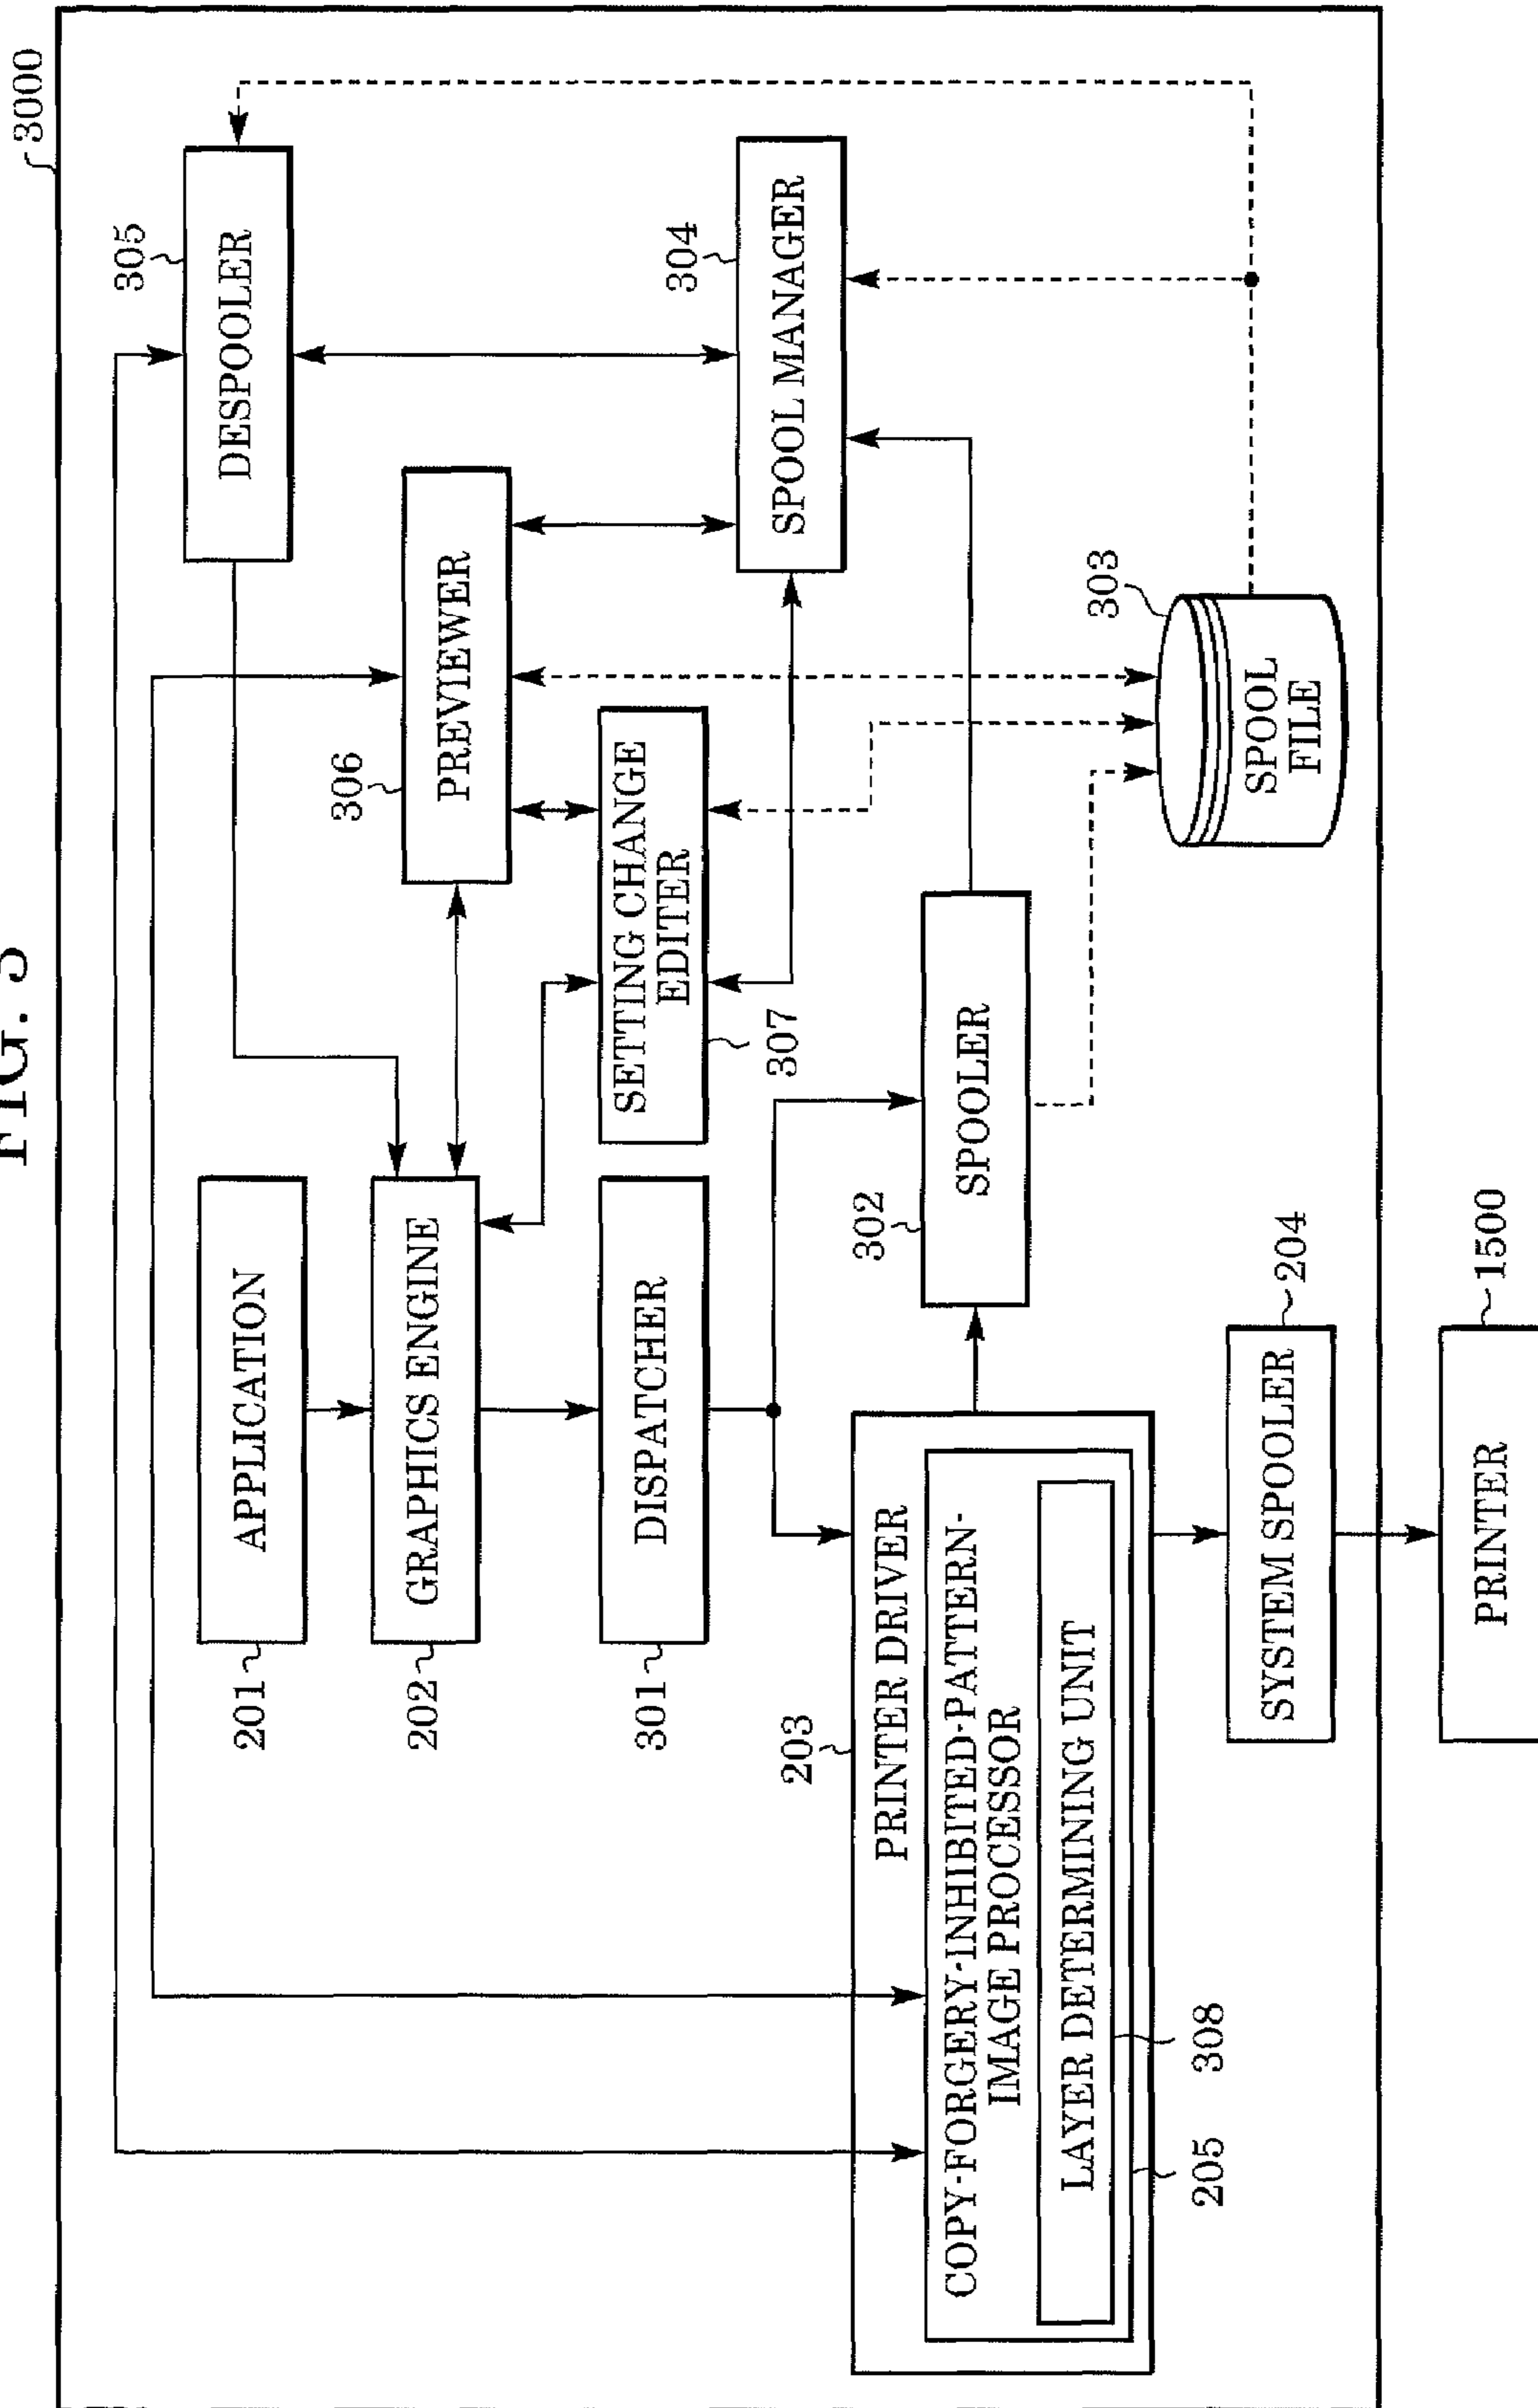 FIG. 3
3000
APPLICATION
201
GRAPHICS ENGINE
202
DISPATCHER
301
DESPOOLER
305
PREVIEWER
306
SETTING CHANGE
EDITER
307
SPOOL MANAGER
304
SPOOLER
302
SPOOL
FILE
303
203
PRINTER DRIVER
COPY-FORGERY-INHIBITED-PATTERN-
IMAGE PROCESSOR
LAYER DETERMINING UNIT
205
308
SYSTEM SPOOLER
204
PRINTER
1500